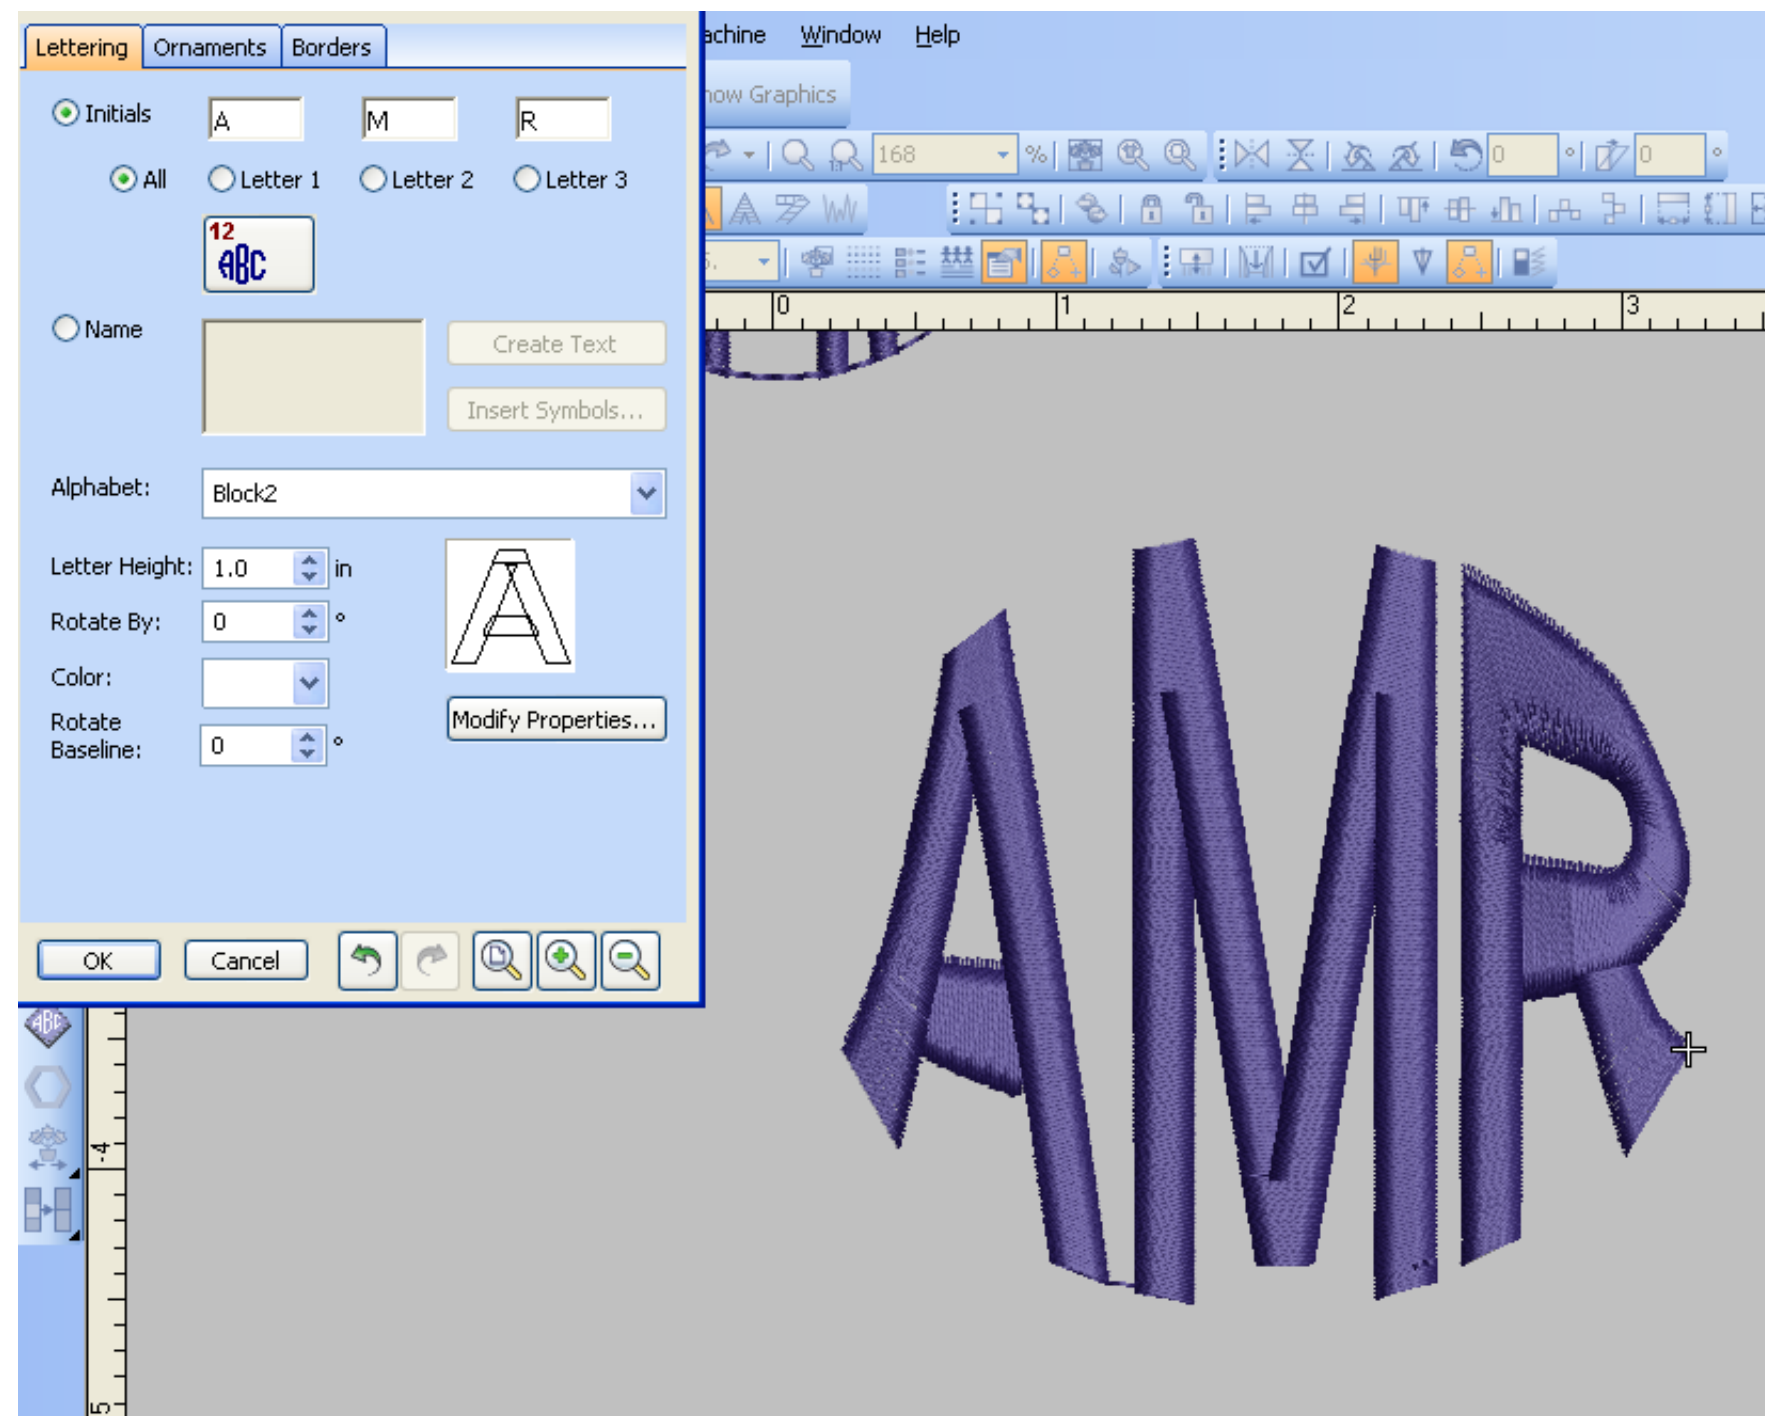 Lettering Ornaments Borders
achine Window Help
Initials A M R
how Graphics
All Letter 1 Letter 2 Letter 3
168 % 0 ° 0 °
12
ABC
Name
Create Text
Insert Symbols...
0 1 2 3
Alphabet: Block2
Letter Height: 1.0 in
Rotate By: 0 °
Color:
Modify Properties...
Rotate
Baseline: 0 °
OK Cancel
AMR
ABC
-4
5